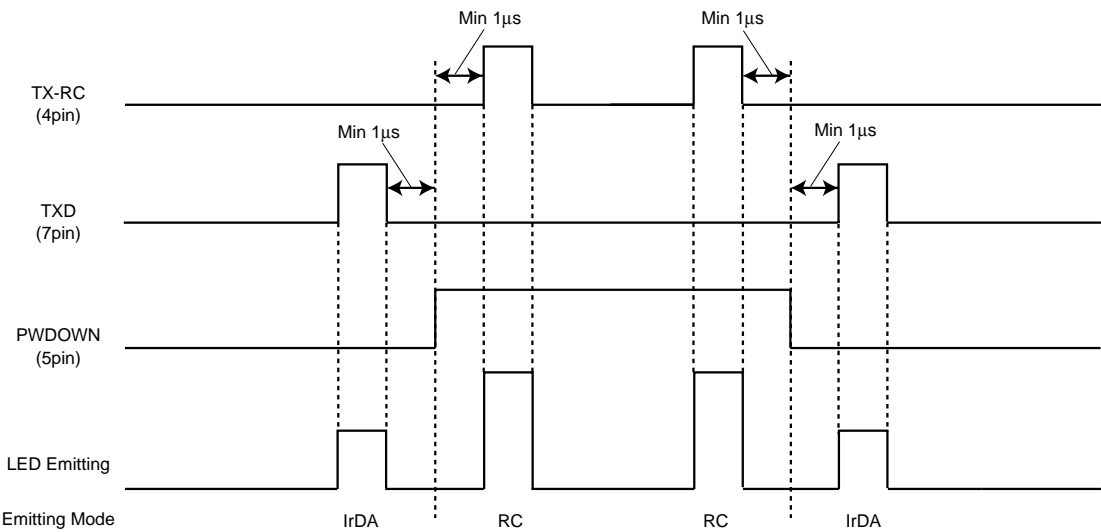 Min 1μs
Min 1μs
TX-RC
(4pin)
Min 1μs
Min 1μs
TXD
(7pin)
PWDOWN
(5pin)
LED Emitting
Emitting Mode
IrDA
RC
RC
IrDA